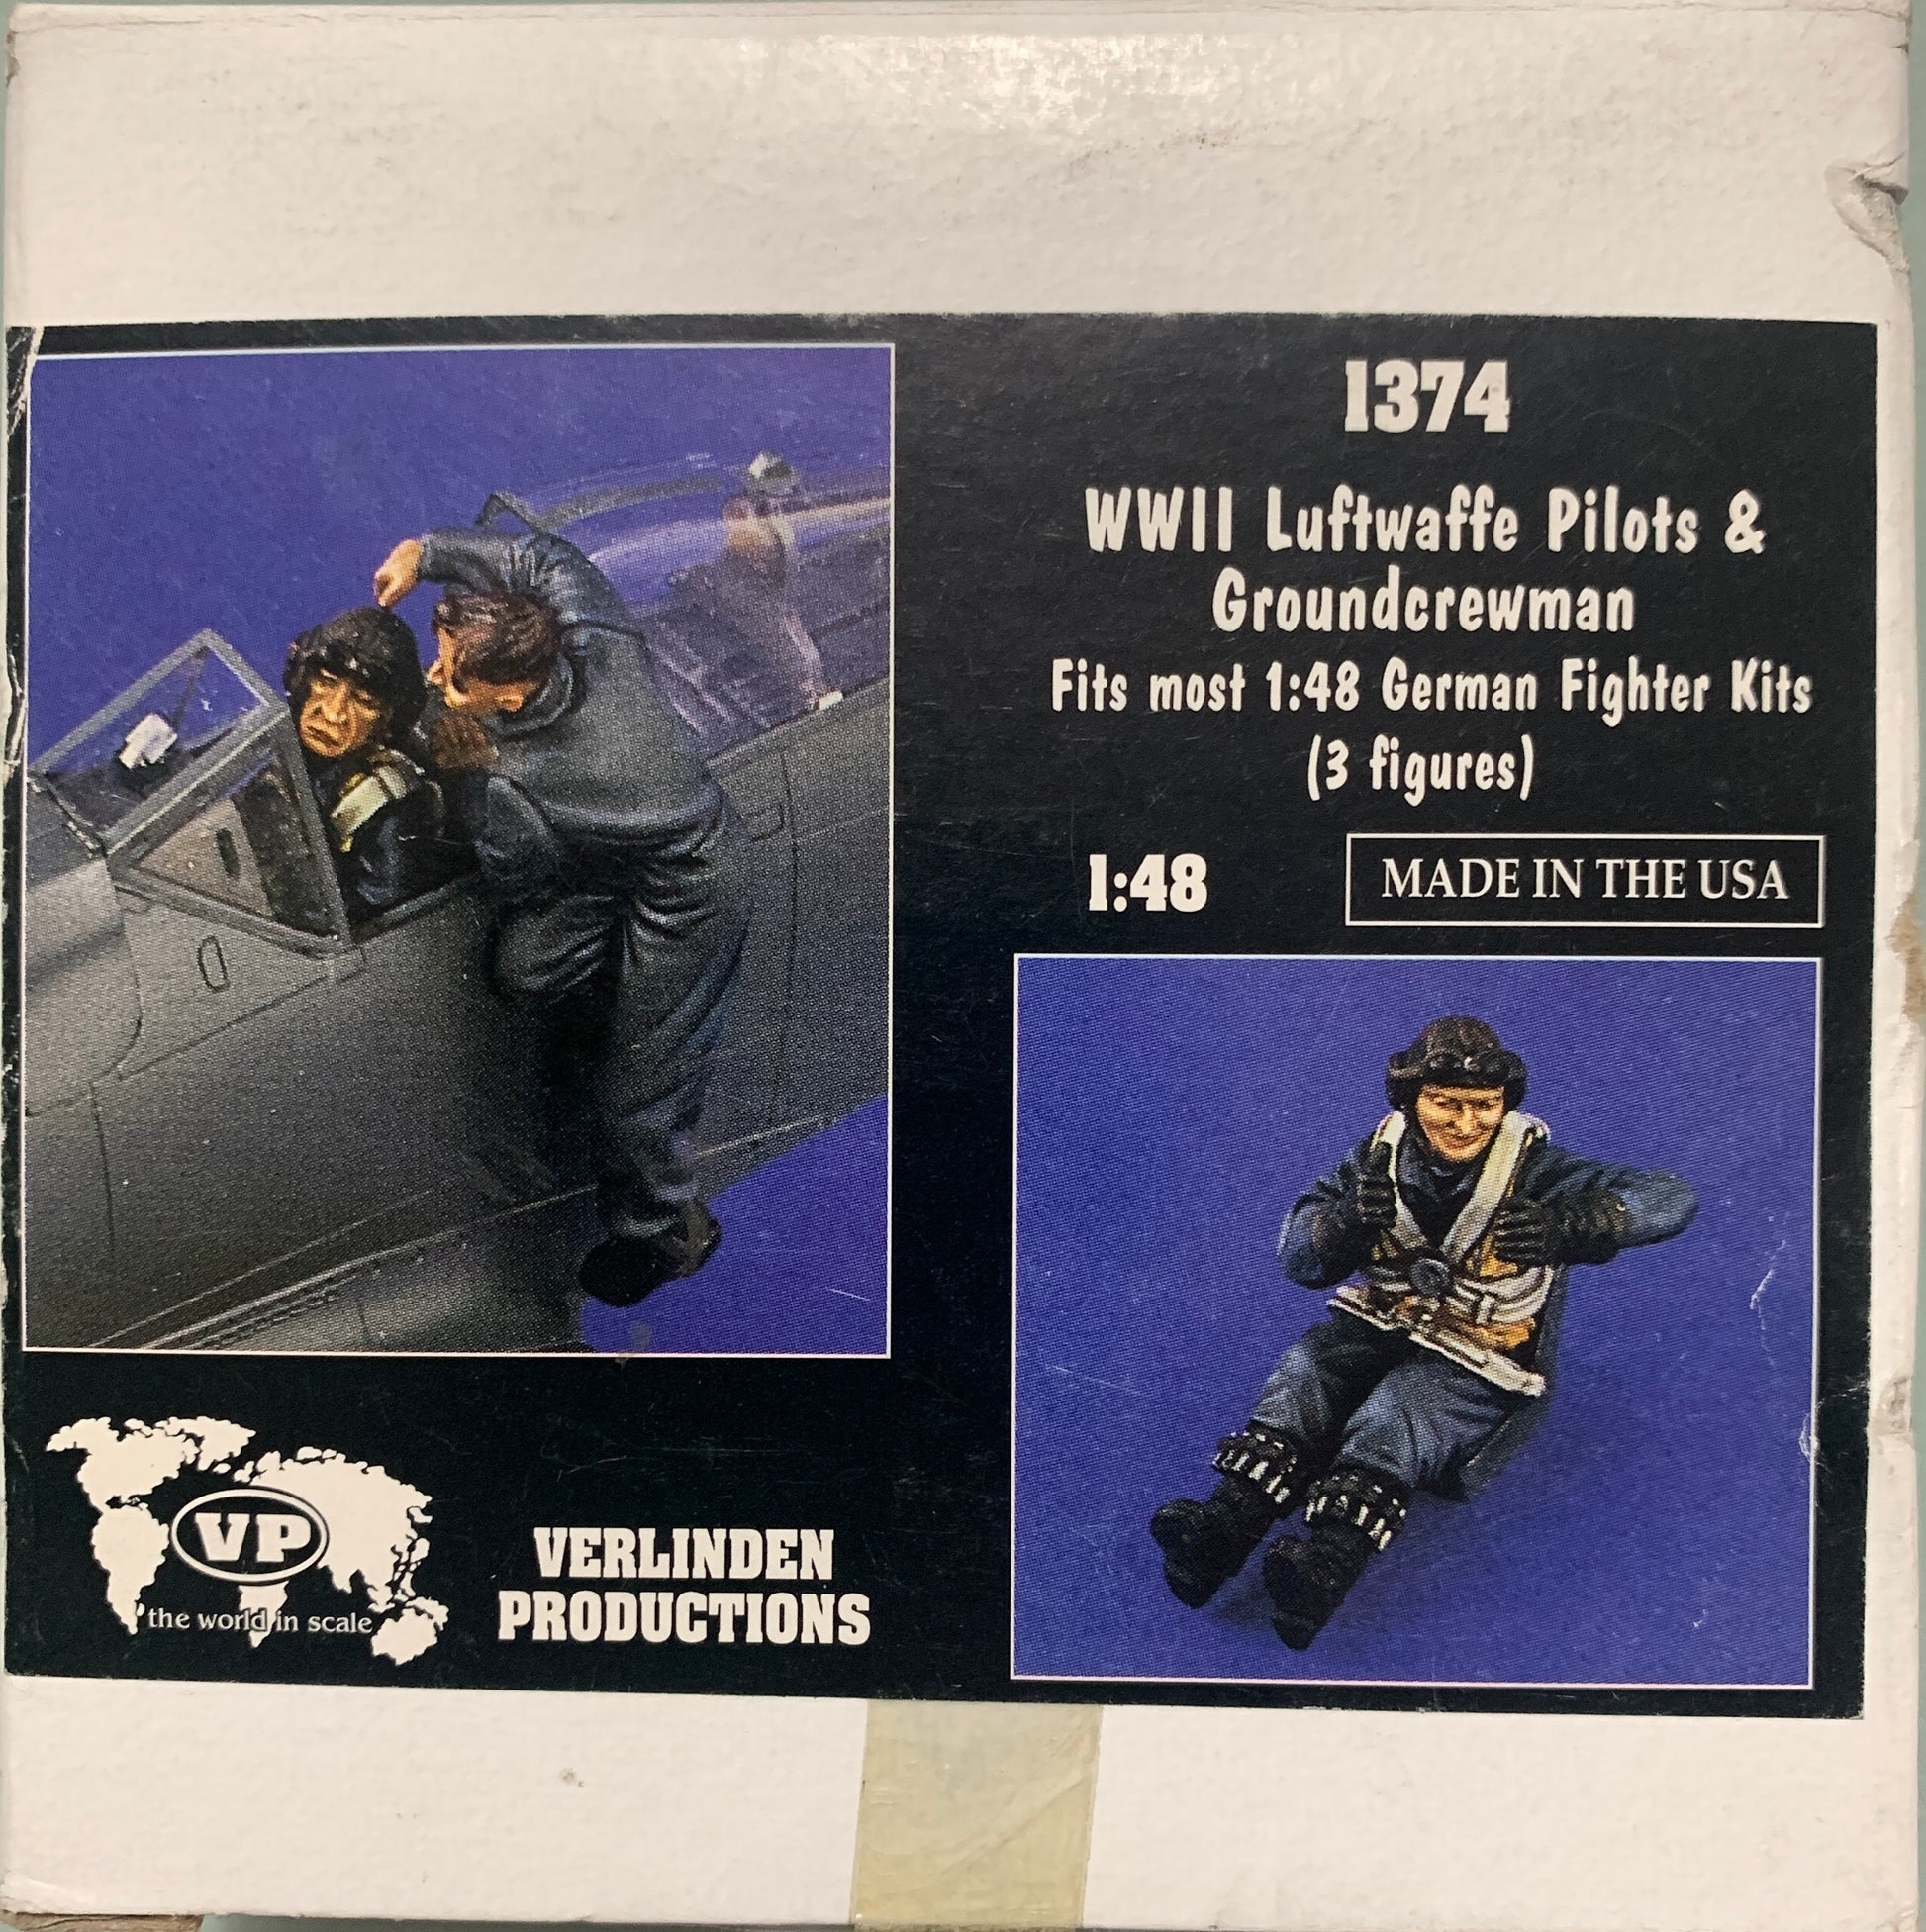 1374
WWII Luftwaffe Pilots &
Groundcrewman
Fits most 1:48 German Fighter Kits
(3 figures)
1:48
MADE IN THE USA
VP
the world in scale
VERLINDEN
PRODUCTIONS